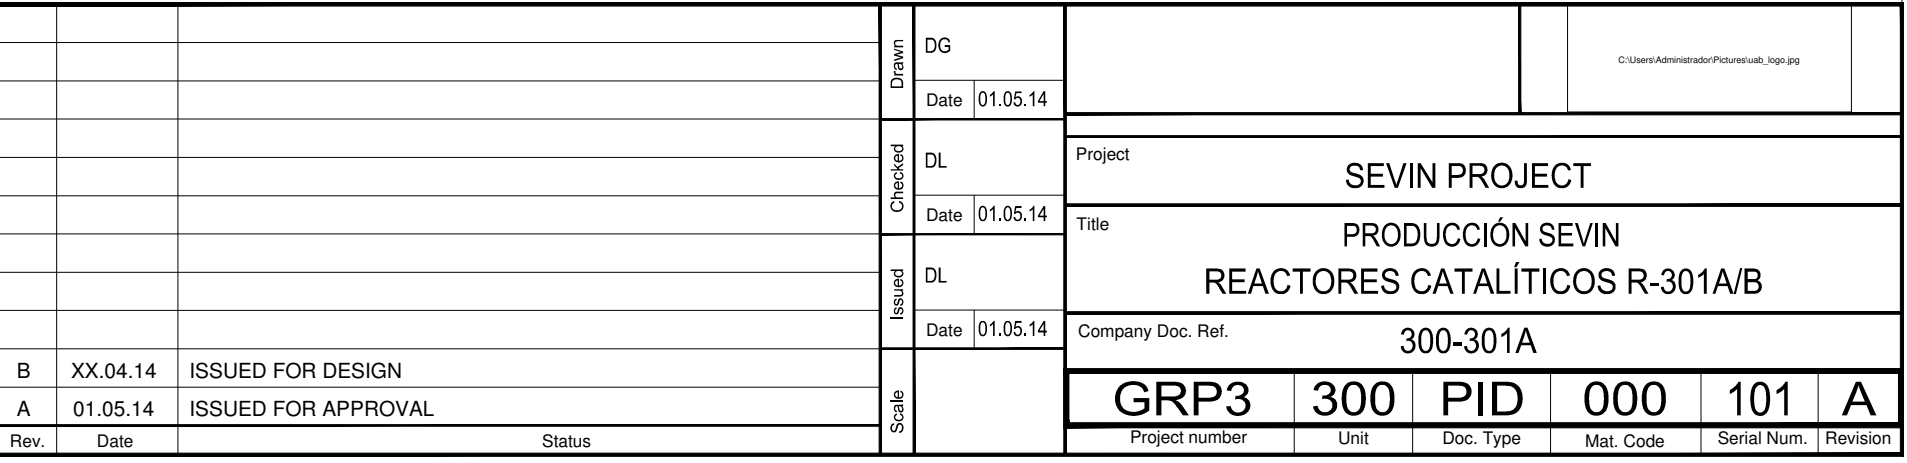 B XX.04.14 ISSUED FOR DESIGN
A 01.05.14 ISSUED FOR APPROVAL
Rev. Date Status
Drawn DG
Date 01.05.14
Checked DL
Date 01.05.14
Issued DL
Date 01.05.14
Scale
C:\Users\Administrador\Pictures\uab_logo.jpg
Project SEVIN PROJECT
Title PRODUCCIÓN SEVIN
REACTORES CATALÍTICOS R-301A/B
Company Doc. Ref. 300-301A
GRP3 300 PID 000 101 A
Project number Unit Doc. Type Mat. Code Serial Num. Revision